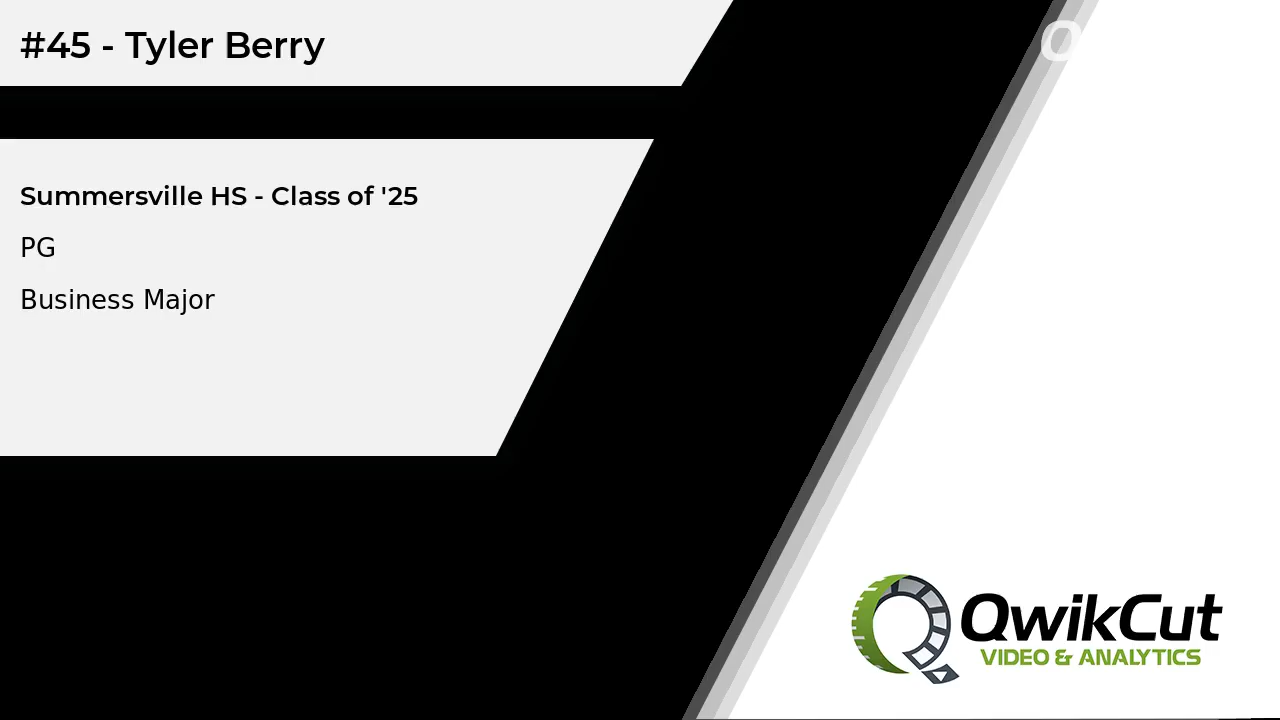 #45 - Tyler Berry
Summersville HS - Class of '25
PG
Business Major
QwikCut
VIDEO & ANALYTICS